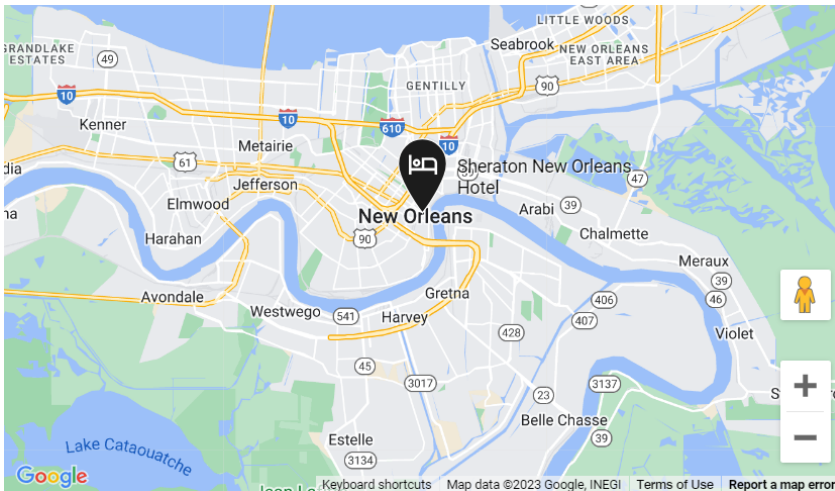 LITTLE WOODS
GRANDLAKE
ESTATES
49
Seabrook
NEW ORLEANS
EAST AREA
GENTILLY
90
10
10
610
Kenner
10
Metairie
61
Sheraton New Orleans
Hotel
47
Jefferson
Elmwood
New Orleans
Arabi
39
Harahan
90
Chalmette
Meraux
39
46
Avondale
Gretna
406
Westwego
541
Harvey
407
428
Violet
45
3017
3137
23
Belle Chasse
39
Estelle
3134
Lake Cataouatche
Google
Keyboard shortcuts
Map data ©2023 Google, INEGI
Terms of Use
Report a map error